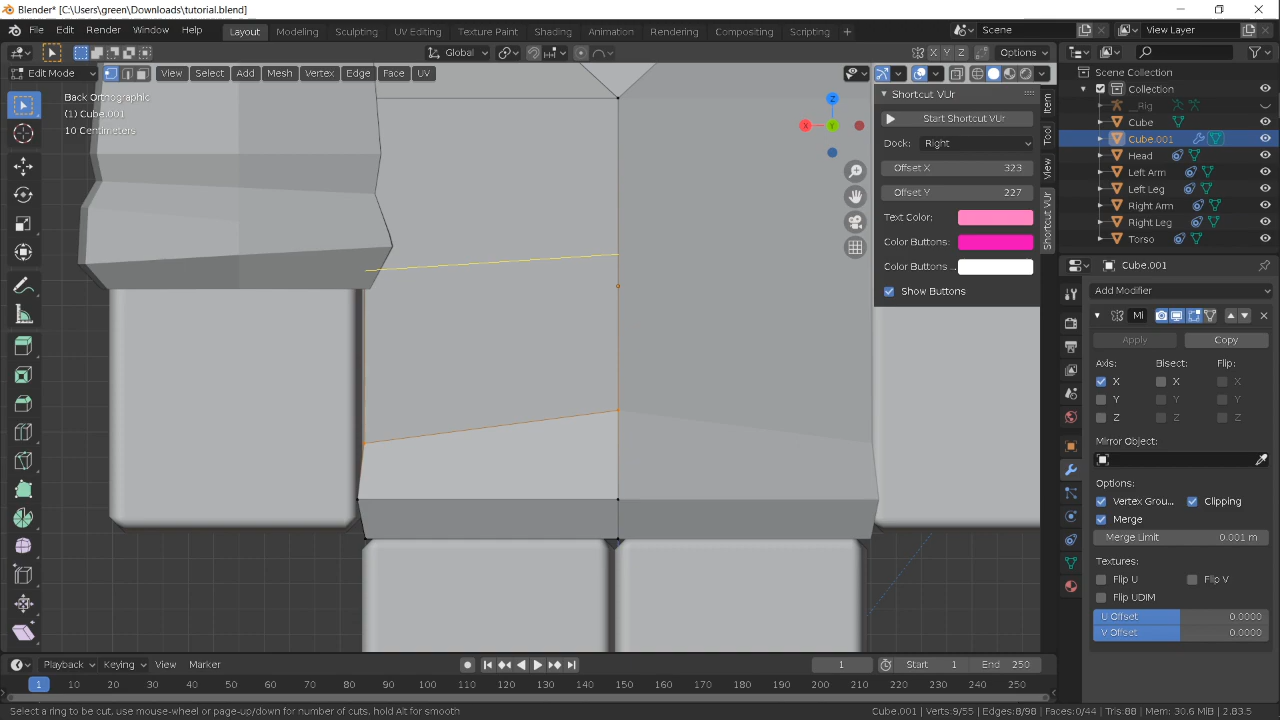 Blender* [C:\Users\green\Downloads\tutorial.blend]
File Edit Render Window Help Layout Modeling Sculpting UV Editing Texture Paint Shading Animation Rendering Compositing Scripting + Scene View Layer
Global X Y Z Options
Edit Mode View Select Add Mesh Vertex Edge Face UV
Back Orthographic
(1) Cube.001
10 Centimeters
Z
X
Y
Shortcut VUr
Start Shortcut VUr
Dock: Right
Offset X 323
Offset Y 227
Text Color:
Color Buttons:
Color Buttons ..
Show Buttons
Item
Tool
View
Shortcut VUr
Scene Collection
Collection
__Rig
Cube
Cube.001
Head
Left Arm
Left Leg
Right Arm
Right Leg
Torso
Cube.001
Add Modifier
Mi
Apply Copy
Axis: Bisect: Flip:
X X X
Y Y Y
Z Z Z
Mirror Object:
Options:
Vertex Grou.. Clipping
Merge
Merge Limit 0.001 m
Textures:
Flip U Flip V
Flip UDIM
U Offset 0.0000
V Offset 0.0000
Playback Keying View Marker 1 Start 1 End 250
1 10 20 30 40 50 60 70 80 90 100 110 120 130 140 150 160 170 180 190 200 210 220 230 240 250
Select a ring to be cut, use mouse-wheel or page-up/down for number of cuts, hold Alt for smooth
Cube.001 | Verts:9/55 | Edges:8/98 | Faces:0/44 | Tris:88 | Mem: 30.6 MiB | 2.83.5